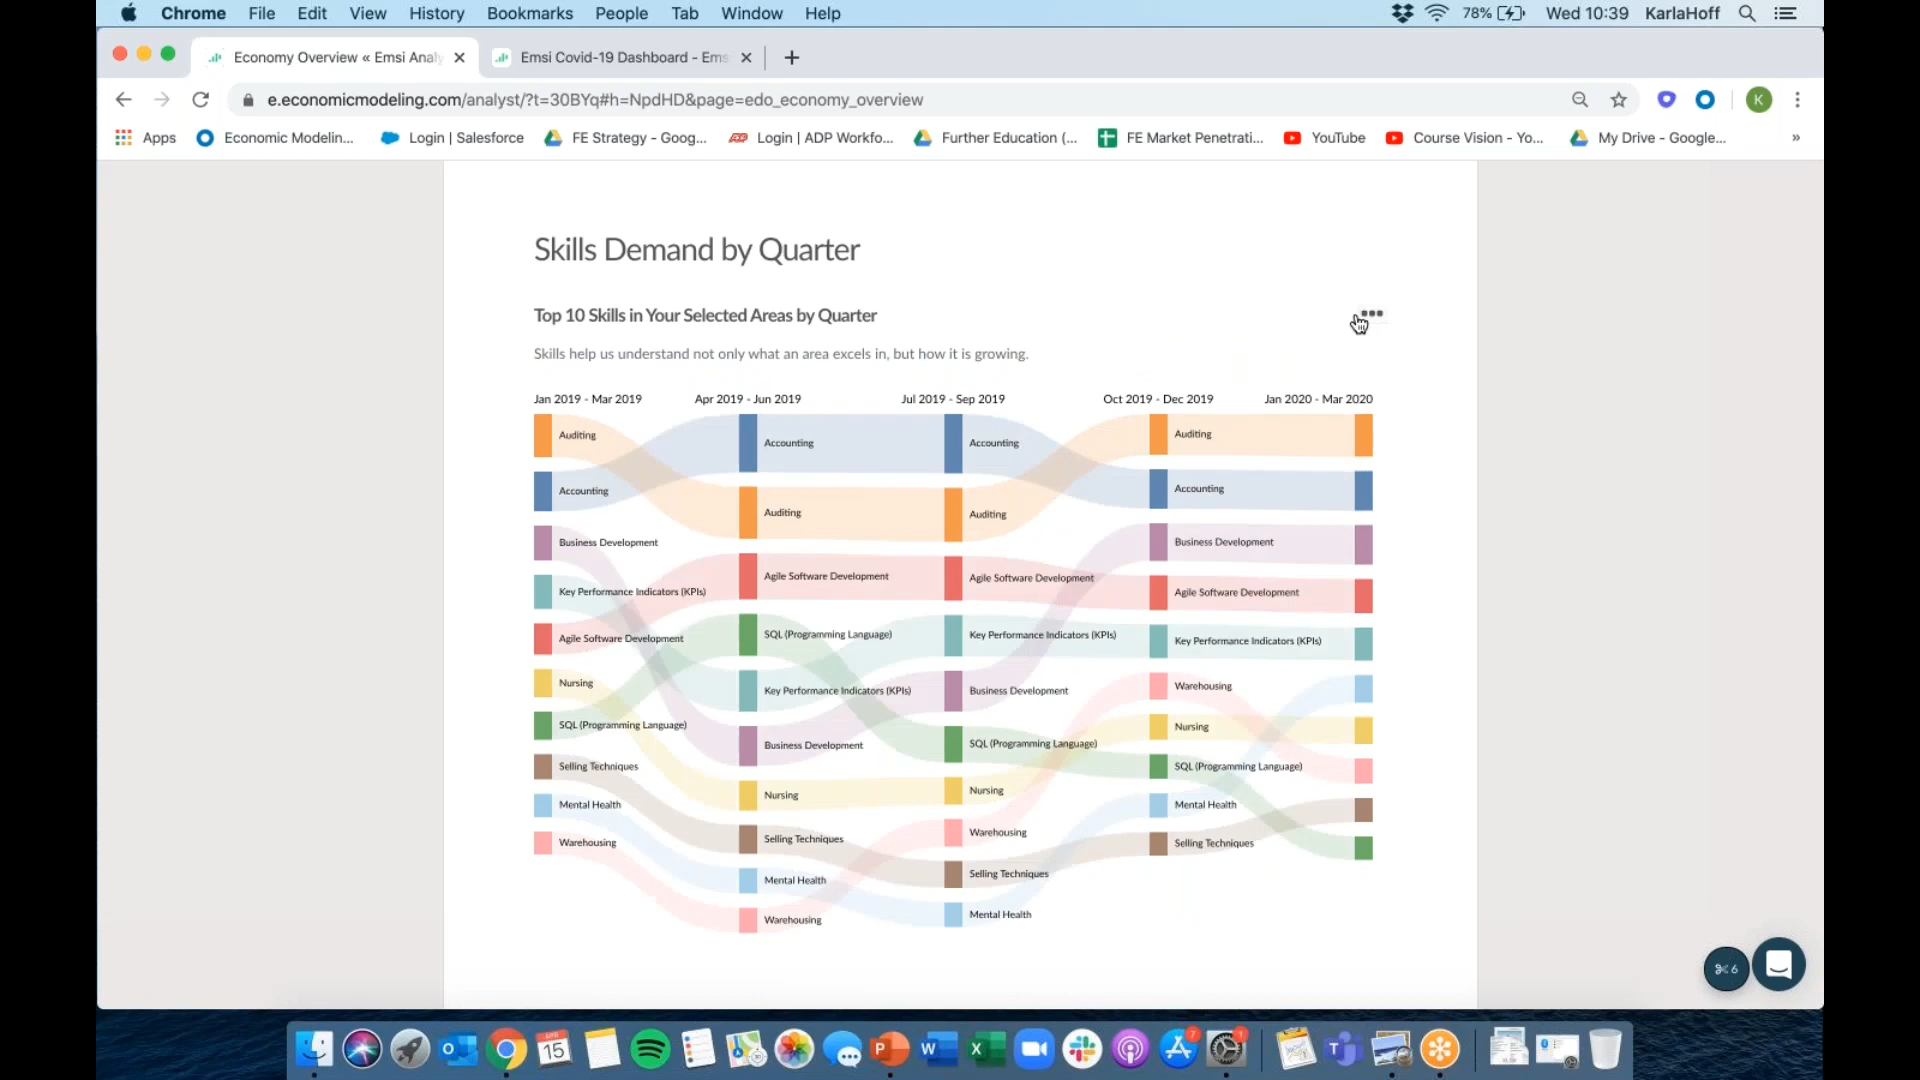 Chrome File Edit View History Bookmarks People Tab Window Help 78% Wed 10:39 KarlaHoff
Economy Overview « Emsi Analy
Emsi Covid-19 Dashboard - Ems
e.economicmodeling.com/analyst/?t=30BYq#h=NpdHD&page=edo_economy_overview K
Apps Economic Modelin... Login | Salesforce FE Strategy - Goog... Login | ADP Workfo... Further Education (... FE Market Penetrati... YouTube Course Vision - Yo... My Drive - Google... »
Skills Demand by Quarter
Top 10 Skills in Your Selected Areas by Quarter
Skills help us understand not only what an area excels in, but how it is growing.
Jan 2019 - Mar 2019 Apr 2019 - Jun 2019 Jul 2019 - Sep 2019 Oct 2019 - Dec 2019 Jan 2020 - Mar 2020
Auditing Accounting Accounting Auditing
Accounting Auditing Auditing Accounting
Business Development Agile Software Development Agile Software Development Business Development
Key Performance Indicators (KPIs) SQL (Programming Language) Key Performance Indicators (KPIs) Agile Software Development
Agile Software Development Key Performance Indicators (KPIs) Business Development Key Performance Indicators (KPIs)
Nursing Business Development SQL (Programming Language) Warehousing
SQL (Programming Language) Nursing Nursing Nursing
Selling Techniques Selling Techniques Warehousing SQL (Programming Language)
Mental Health Mental Health Selling Techniques Mental Health
Warehousing Warehousing Mental Health Selling Techniques
6
APR
15
P W X 7 1 T